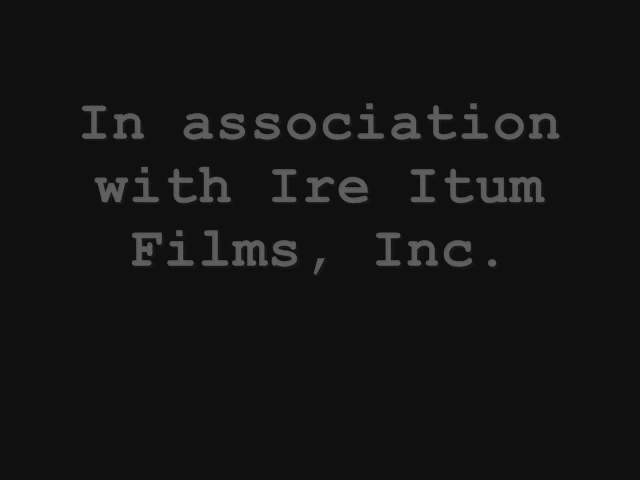 In association
with Ire Itum
Films, Inc.